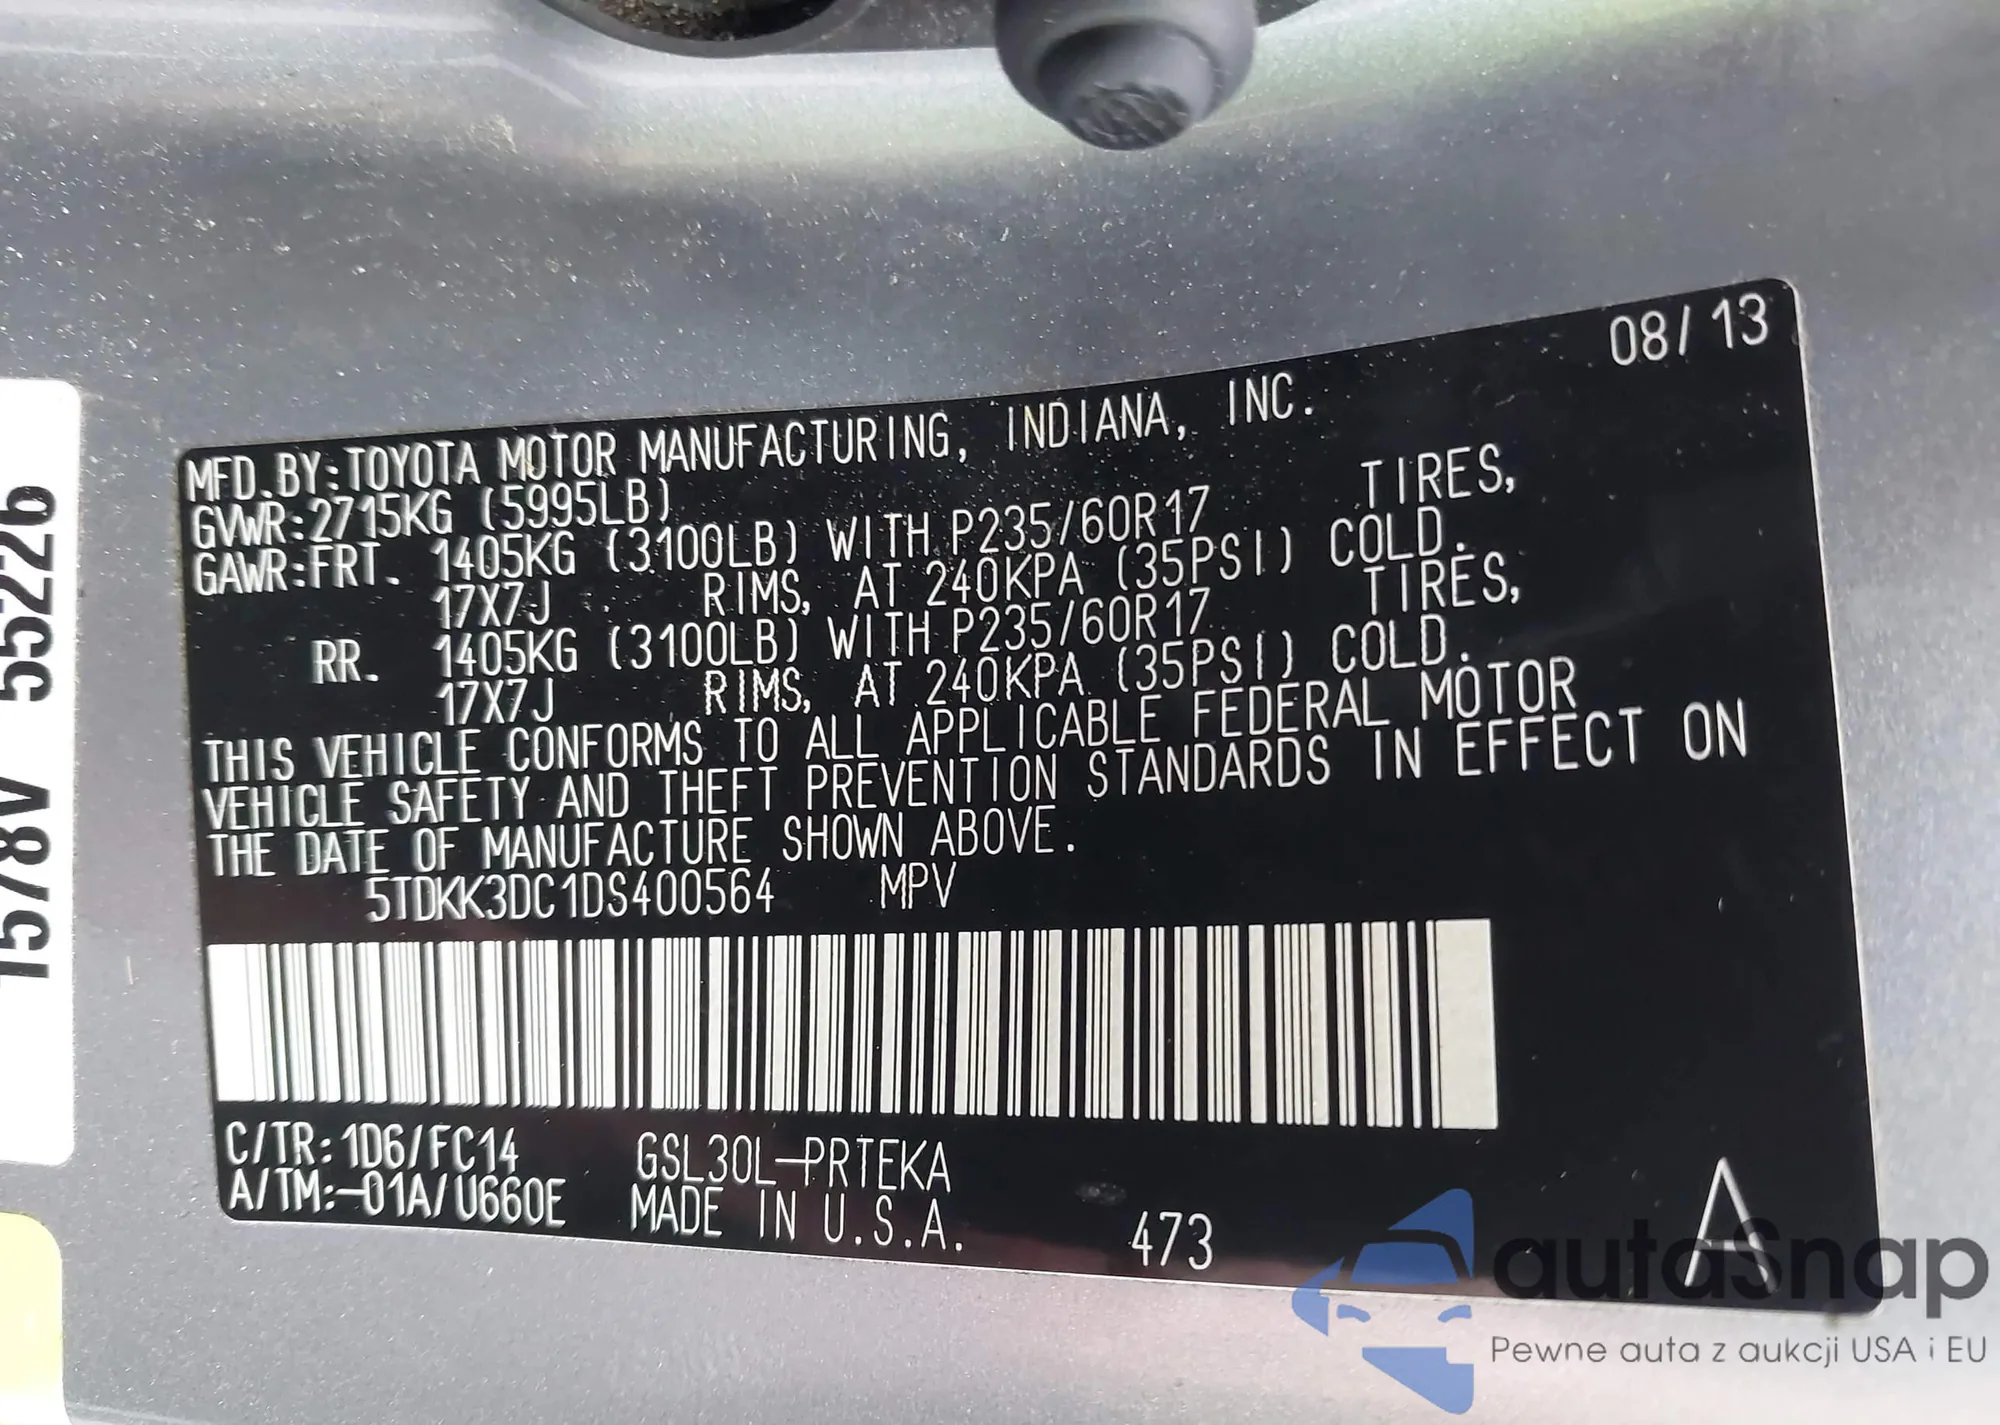 08/13
MFD.BY:TOYOTA MOTOR MANUFACTURING, INDIANA, INC.
GVWR:2715KG (5995LB)
GAWR:FRT. 1405KG (3100LB) WITH P235/60R17 TIRES,
17X7J RIMS, AT 240KPA (35PSI) COLD.
RR. 1405KG (3100LB) WITH P235/60R17 TIRES,
17X7J RIMS, AT 240KPA (35PSI) COLD.
THIS VEHICLE CONFORMS TO ALL APPLICABLE FEDERAL MOTOR
VEHICLE SAFETY AND THEFT PREVENTION STANDARDS IN EFFECT ON
THE DATE OF MANUFACTURE SHOWN ABOVE.
5TDKK3DC1DS400564 MPV
C/TR:1D6/FC14 GSL30L-PRTEKA
A/TM:-01A/U660E MADE IN U.S.A. 473 A
1578V 55226
autoSnap
Pewne auta z aukcji USA i EU